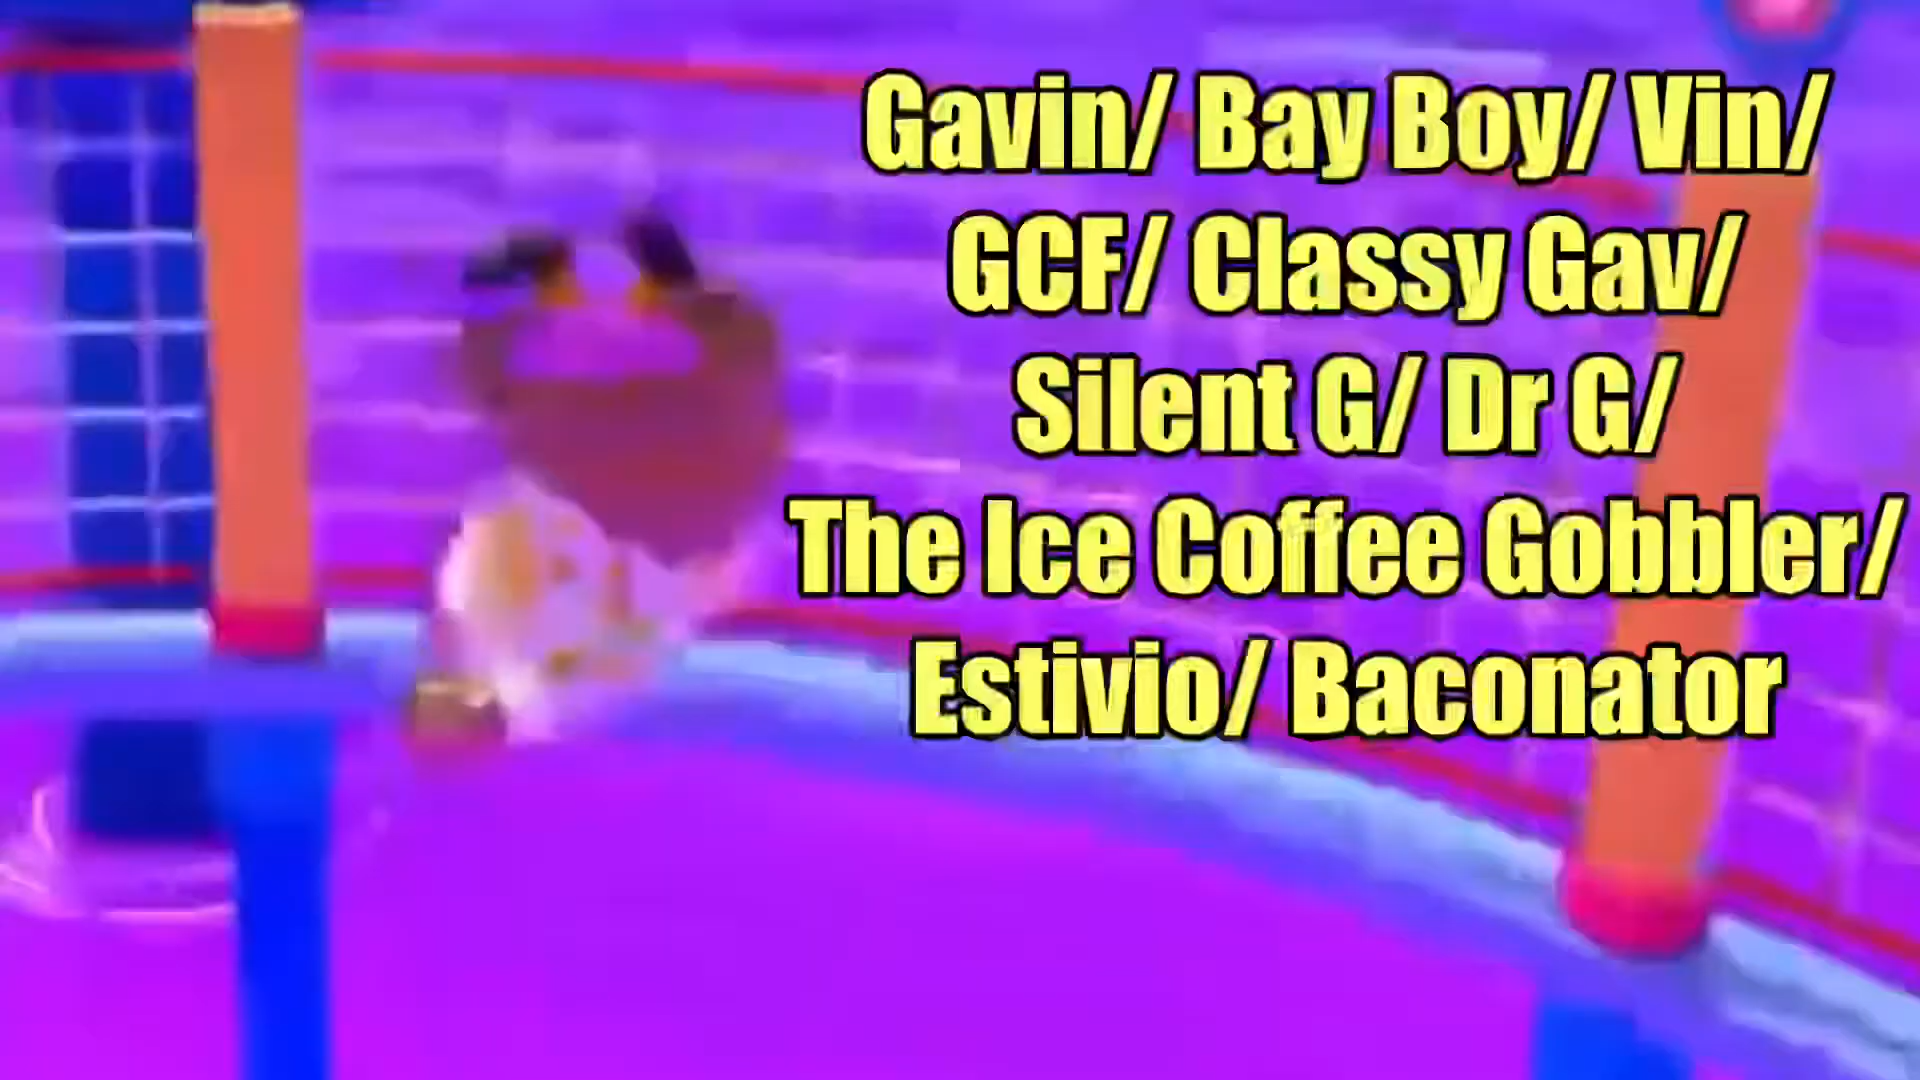 Gavin/ Bay Boy/ Vin/
GCF/ Classy Gav/
Silent G/ Dr G/
The Ice Coffee Gobbler/
Estivio/ Baconator